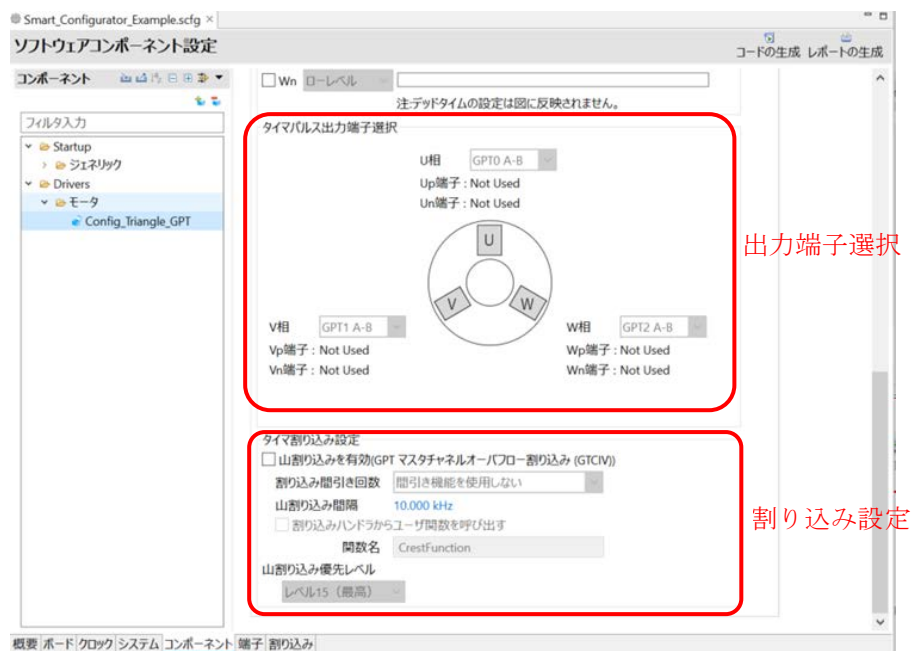 Smart_Configurator_Example.scfg
ソフトウェアコンポーネント設定
コードの生成 レポートの生成
コンポーネント
フィルタ入力
Startup
ジェネリック
Drivers
モータ
Config_Triangle_GPT
Wn ローレベル
注:デッドタイムの設定は図に反映されません。
タイマパルス出力端子選択
U相 GPT0 A-B
Up端子 : Not Used
Un端子 : Not Used
U
V
W
出力端子選択
V相 GPT1 A-B
Vp端子 : Not Used
Vn端子 : Not Used
W相 GPT2 A-B
Wp端子 : Not Used
Wn端子 : Not Used
タイマ割り込み設定
山割り込みを有効(GPT マスタチャネルオーバフロー割り込み (GTCIV))
割り込み間引き回数 間引き機能を使用しない
山割り込み間隔 10.000 kHz
割り込みハンドラからユーザ関数を呼び出す
関数名 CrestFunction
山割り込み優先レベル
レベル15（最高）
割り込み設定
概要 ボード クロック システム コンポーネント 端子 割り込み